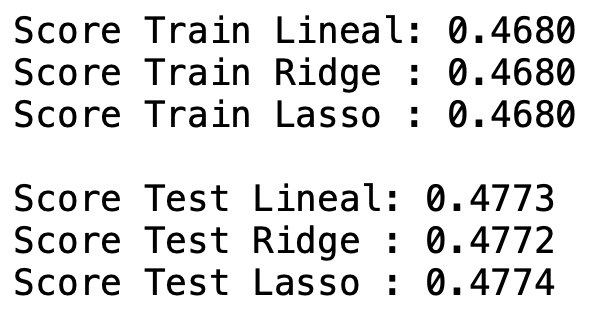 Score Train Lineal: 0.4680
Score Train Ridge : 0.4680
Score Train Lasso : 0.4680
Score Test Lineal: 0.4773
Score Test Ridge : 0.4772
Score Test Lasso : 0.4774